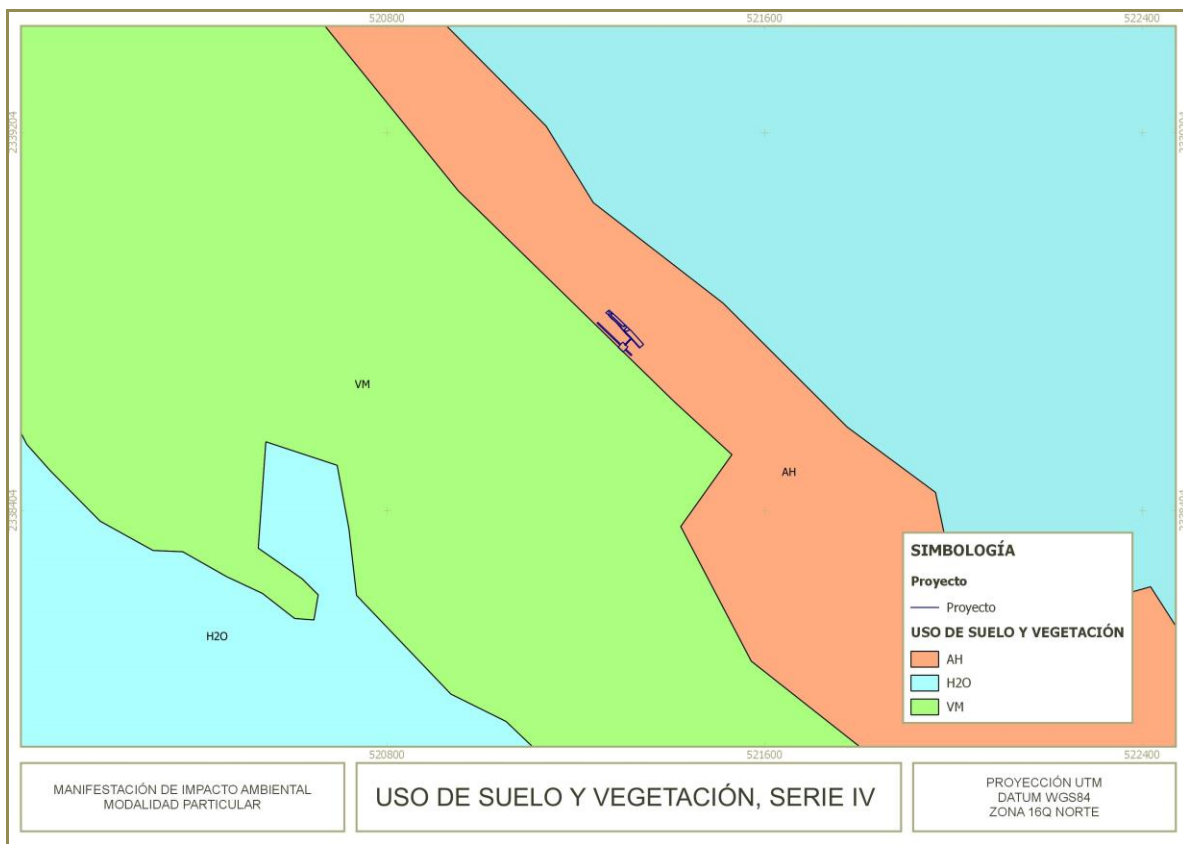 520800
521600
522400
2339204
2339204
VM
AH
2338404
2338404
H2O
SIMBOLOGÍA
Proyecto
Proyecto
USO DE SUELO Y VEGETACIÓN
AH
H2O
VM
520800
521600
522400
MANIFESTACIÓN DE IMPACTO AMBIENTAL
MODALIDAD PARTICULAR
USO DE SUELO Y VEGETACIÓN, SERIE IV
PROYECCIÓN UTM
DATUM WGS84
ZONA 16Q NORTE